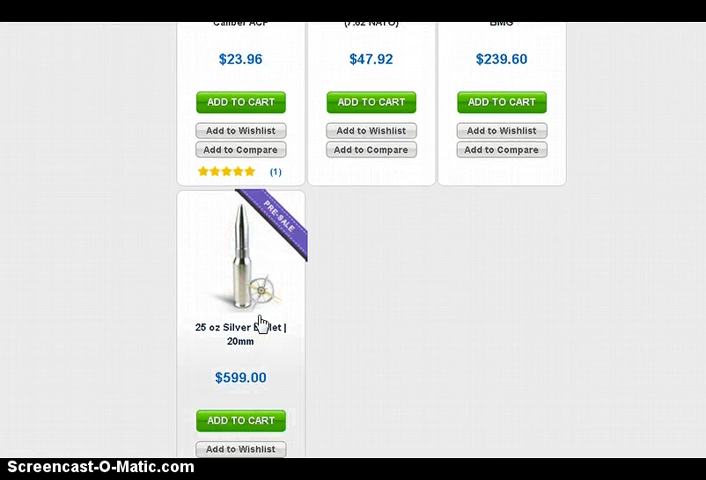 Caliber ACP
(7.62 NATO)
BMG
$23.96
$47.92
$239.60
ADD TO CART
ADD TO CART
ADD TO CART
Add to Wishlist
Add to Wishlist
Add to Wishlist
Add to Compare
Add to Compare
Add to Compare
(1)
PRE-SALE
25 oz Silver Bullet |
20mm
$599.00
ADD TO CART
Add to Wishlist
Screencast-O-Matic.com